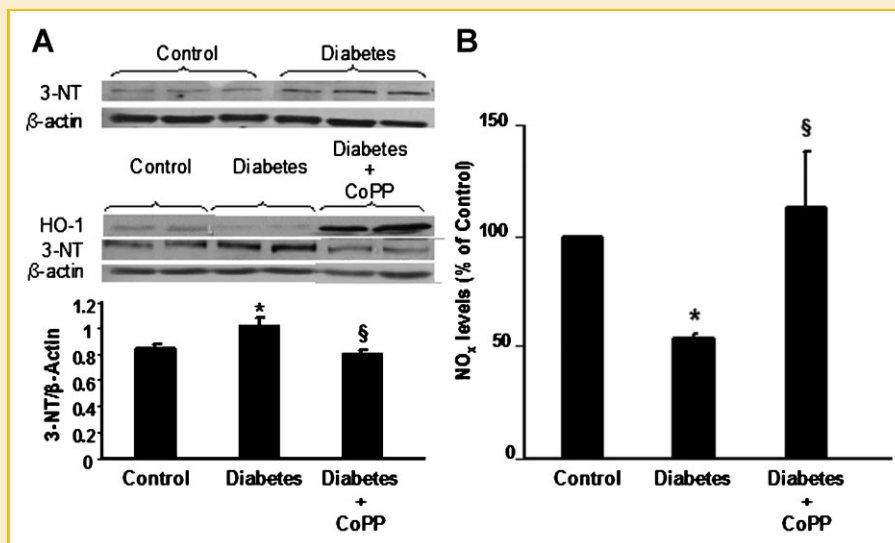 A
Control Diabetes
3-NT
β-actin
Control Diabetes Diabetes
+
CoPP
HO-1
3-NT
β-actin
3-NT/β-Actin
1.2
1
0.8
0.6
0.4
0.2
0
*
§
Control Diabetes Diabetes
+
CoPP
B
NOx levels (% of Control)
150
100
50
0
*
§
Control Diabetes Diabetes
+
CoPP